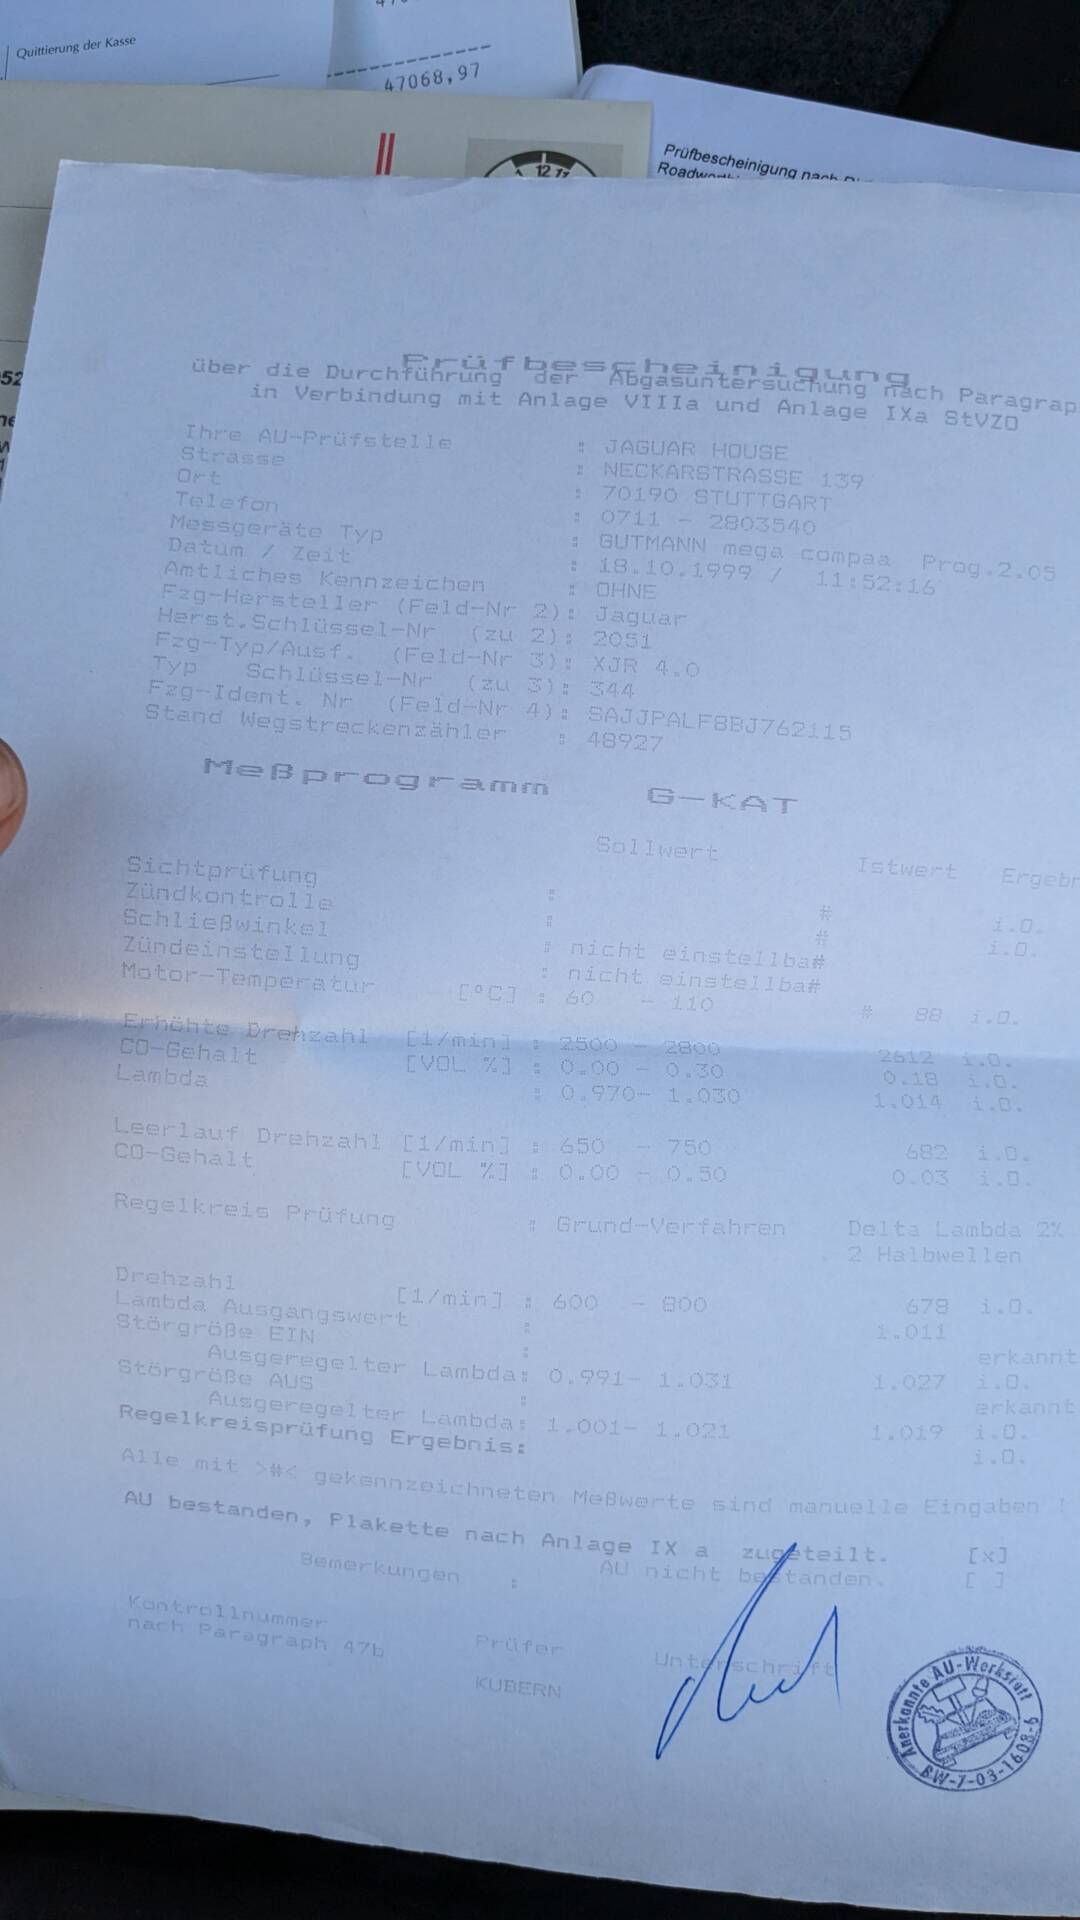 Quittierung der Kasse
47068,97
12
Prüfbescheinigung nach
52
Prüfbescheinigung
über die Durchführung der Abgasuntersuchung nach Paragrap
in Verbindung mit Anlage VIIIa und Anlage IXa StVZO
Ihre AU-Prüfstelle : JAGUAR HOUSE
Strasse : NECKARSTRASSE 139
Ort : 70190 STUTTGART
Telefon : 0711 - 2803540
Messgeräte Typ : GUTMANN mega compaa Prog.2.05
Datum / Zeit : 18.10.1999 / 11:52:16
Amtliches Kennzeichen : OHNE
Fzg-Hersteller (Feld-Nr 2): Jaguar
Herst.Schlüssel-Nr (zu 2): 2051
Fzg-Typ/Ausf. (Feld-Nr 3): XJR 4.0
Typ Schlüssel-Nr (zu 3): 344
Fzg-Ident. Nr (Feld-Nr 4): SAJJPALF8BJ762115
Stand Wegstreckenzähler : 48927
Meßprogramm G-KAT
Sollwert Istwert Ergebn
Sichtprüfung : # i.O.
Zündkontrolle : # i.O.
Schließwinkel : nicht einstellba#
Zündeinstellung : nicht einstellba#
Motor-Temperatur [°C] : 60 - 110 # 88 i.O.
Erhöhte Drehzahl [1/min] : 2500 - 2800 2612 i.O.
CO-Gehalt [VOL %] : 0.00 - 0.30 0.18 i.O.
Lambda : 0.970- 1.030 1.014 i.O.
Leerlauf Drehzahl [1/min] : 650 - 750 682 i.O.
CO-Gehalt [VOL %] : 0.00 - 0.50 0.03 i.O.
Regelkreis Prüfung : Grund-Verfahren Delta Lambda 2%
2 Halbwellen
Drehzahl [1/min] : 600 - 800 678 i.O.
Lambda Ausgangswert : 1.011
Störgröße EIN : erkannt
Ausgeregelter Lambda: 0.991- 1.031 1.027 i.O.
Störgröße AUS : erkannt
Ausgeregelter Lambda: 1.001- 1.021 1.019 i.O.
Regelkreisprüfung Ergebnis: i.O.
Alle mit >#< gekennzeichneten Meßwerte sind manuelle Eingaben !
AU bestanden, Plakette nach Anlage IX a zugeteilt. [x]
AU nicht bestanden. [ ]
Bemerkungen :
Kontrollnummer
nach Paragraph 47b
Prüfer Unterschrift
KUBERN
Anerkannte AU-Werkstatt
BW-7-03-1608-6